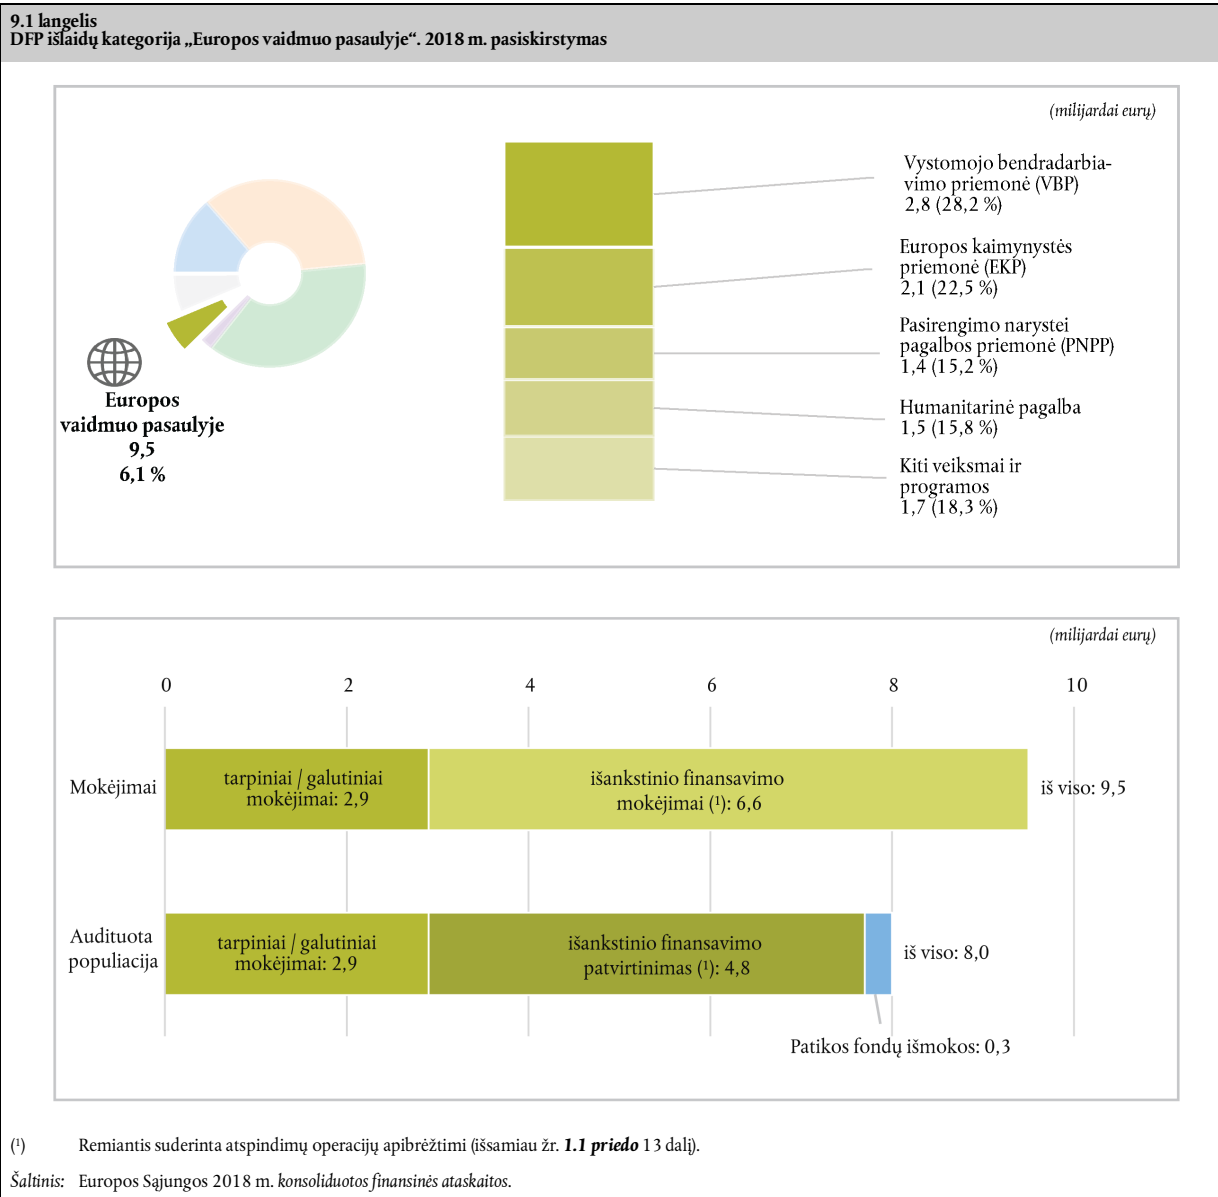 9.1 langelis
DFP išlaidų kategorija „Europos vaidmuo pasaulyje“. 2018 m. pasiskirstymas
(milijardai eurų)
Vystomojo bendradarbia-
vimo priemonė (VBP)
2,8 (28,2 %)
Europos kaimynystės
priemonė (EKP)
2,1 (22,5 %)
Pasirengimo narystei
pagalbos priemonė (PNPP)
1,4 (15,2 %)
Humanitarinė pagalba
1,5 (15,8 %)
Kiti veiksmai ir
programos
1,7 (18,3 %)
Europos
vaidmuo pasaulyje
9,5
6,1 %
(milijardai eurų)
0 2 4 6 8 10
Mokėjimai
tarpiniai / galutiniai
mokėjimai: 2,9
išankstinio finansavimo
mokėjimai (¹): 6,6
iš viso: 9,5
Audituota
populiacija
tarpiniai / galutiniai
mokėjimai: 2,9
išankstinio finansavimo
patvirtinimas (¹): 4,8
iš viso: 8,0
Patikos fondų išmokos: 0,3
(¹) Remiantis suderinta atspindimų operacijų apibrėžtimi (išsamiau žr. 1.1 priedo 13 dalį).
Šaltinis: Europos Sąjungos 2018 m. konsoliduotos finansinės ataskaitos.